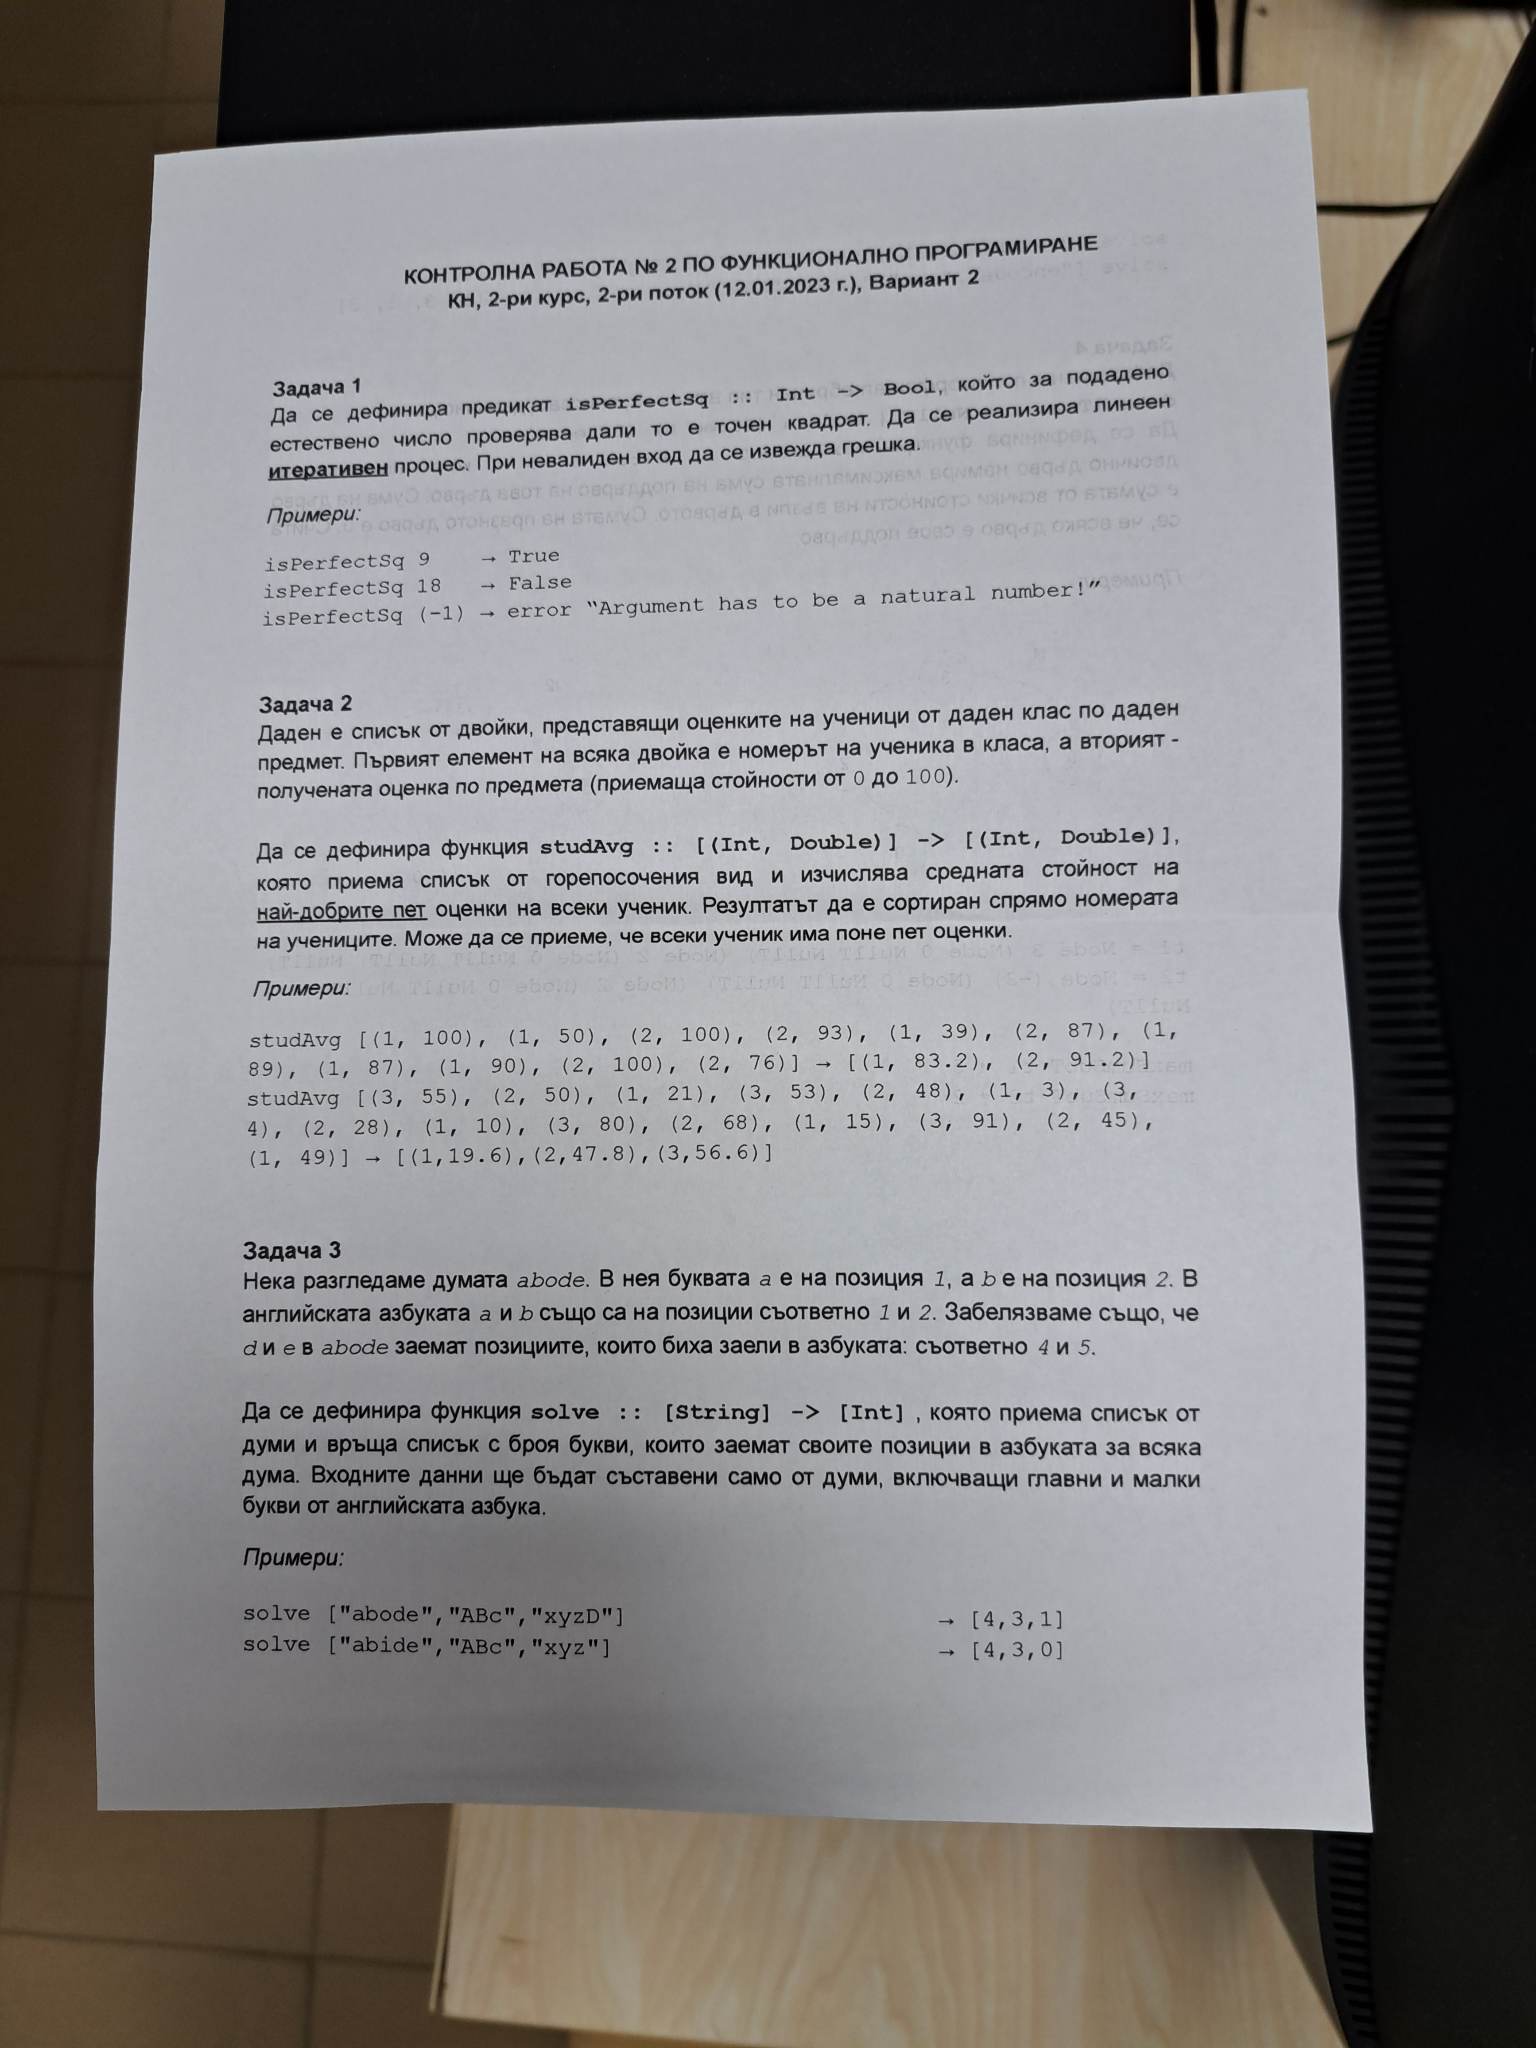 КОНТРОЛНА РАБОТА № 2 ПО ФУНКЦИОНАЛНО ПРОГРАМИРАНЕ
КН, 2-ри курс, 2-ри поток (12.01.2023 г.), Вариант 2
Задача 1
Да се дефинира предикат isPerfectSq :: Int -> Bool, който за подадено
естествено число проверява дали то е точен квадрат. Да се реализира линеен
итеративен процес. При невалиден вход да се извежда грешка.
Примери:
isPerfectSq 9 → True
isPerfectSq 18 → False
isPerfectSq (-1) → error “Argument has to be a natural number!”
Задача 2
Даден е списък от двойки, представящи оценките на ученици от даден клас по даден
предмет. Първият елемент на всяка двойка е номерът на ученика в класа, а вторият -
получената оценка по предмета (приемаща стойности от 0 до 100).
Да се дефинира функция studAvg :: [(Int, Double)] -> [(Int, Double)],
която приема списък от горепосочения вид и изчислява средната стойност на
най-добрите пет оценки на всеки ученик. Резултатът да е сортиран спрямо номерата
на учениците. Може да се приеме, че всеки ученик има поне пет оценки.
Примери:
studAvg [(1, 100), (1, 50), (2, 100), (2, 93), (1, 39), (2, 87), (1,
89), (1, 87), (1, 90), (2, 100), (2, 76)] → [(1, 83.2), (2, 91.2)]
studAvg [(3, 55), (2, 50), (1, 21), (3, 53), (2, 48), (1, 3), (3,
4), (2, 28), (1, 10), (3, 80), (2, 68), (1, 15), (3, 91), (2, 45),
(1, 49)] → [(1,19.6),(2,47.8),(3,56.6)]
Задача 3
Нека разгледаме думата abode. В нея буквата a е на позиция 1, а b е на позиция 2. В
английската азбуката a и b също са на позиции съответно 1 и 2. Забелязваме също, че
d и e в abode заемат позициите, които биха заели в азбуката: съответно 4 и 5.
Да се дефинира функция solve :: [String] -> [Int] , която приема списък от
думи и връща списък с броя букви, които заемат своите позиции в азбуката за всяка
дума. Входните данни ще бъдат съставени само от думи, включващи главни и малки
букви от английската азбука.
Примери:
solve ["abode","ABc","xyzD"] → [4,3,1]
solve ["abide","ABc","xyz"] → [4,3,0]